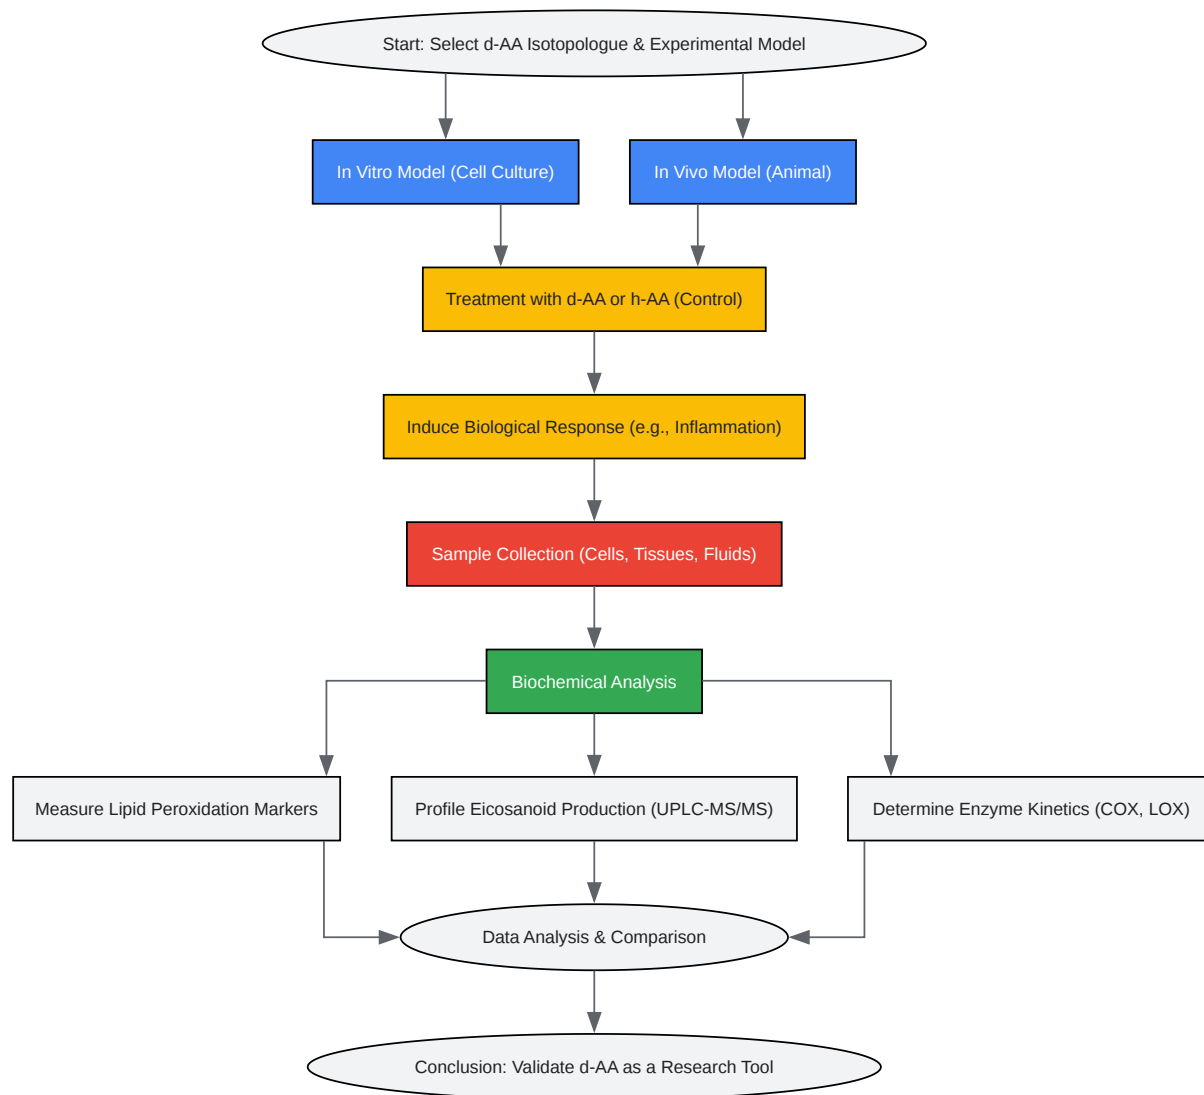 Start: Select d-AA Isotopologue & Experimental Model
In Vitro Model (Cell Culture)
In Vivo Model (Animal)
Treatment with d-AA or h-AA (Control)
Induce Biological Response (e.g., Inflammation)
Sample Collection (Cells, Tissues, Fluids)
Biochemical Analysis
Measure Lipid Peroxidation Markers
Profile Eicosanoid Production (UPLC-MS/MS)
Determine Enzyme Kinetics (COX, LOX)
Data Analysis & Comparison
Conclusion: Validate d-AA as a Research Tool